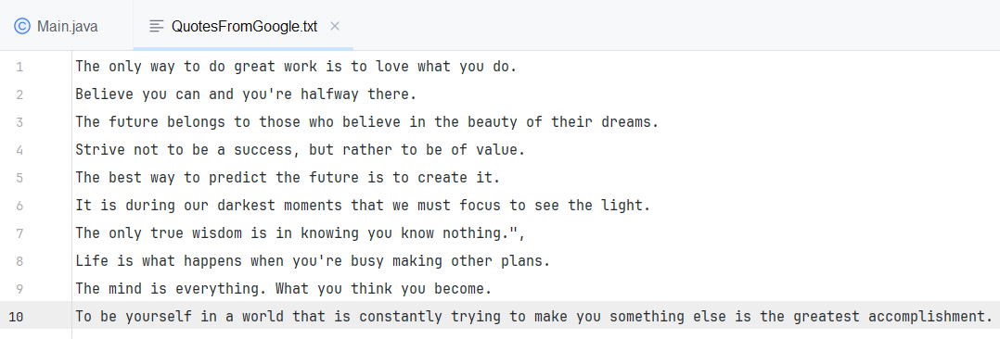 Main.java QuotesFromGoogle.txt
1 The only way to do great work is to love what you do.
2 Believe you can and you're halfway there.
3 The future belongs to those who believe in the beauty of their dreams.
4 Strive not to be a success, but rather to be of value.
5 The best way to predict the future is to create it.
6 It is during our darkest moments that we must focus to see the light.
7 The only true wisdom is in knowing you know nothing.",
8 Life is what happens when you're busy making other plans.
9 The mind is everything. What you think you become.
10 To be yourself in a world that is constantly trying to make you something else is the greatest accomplishment.